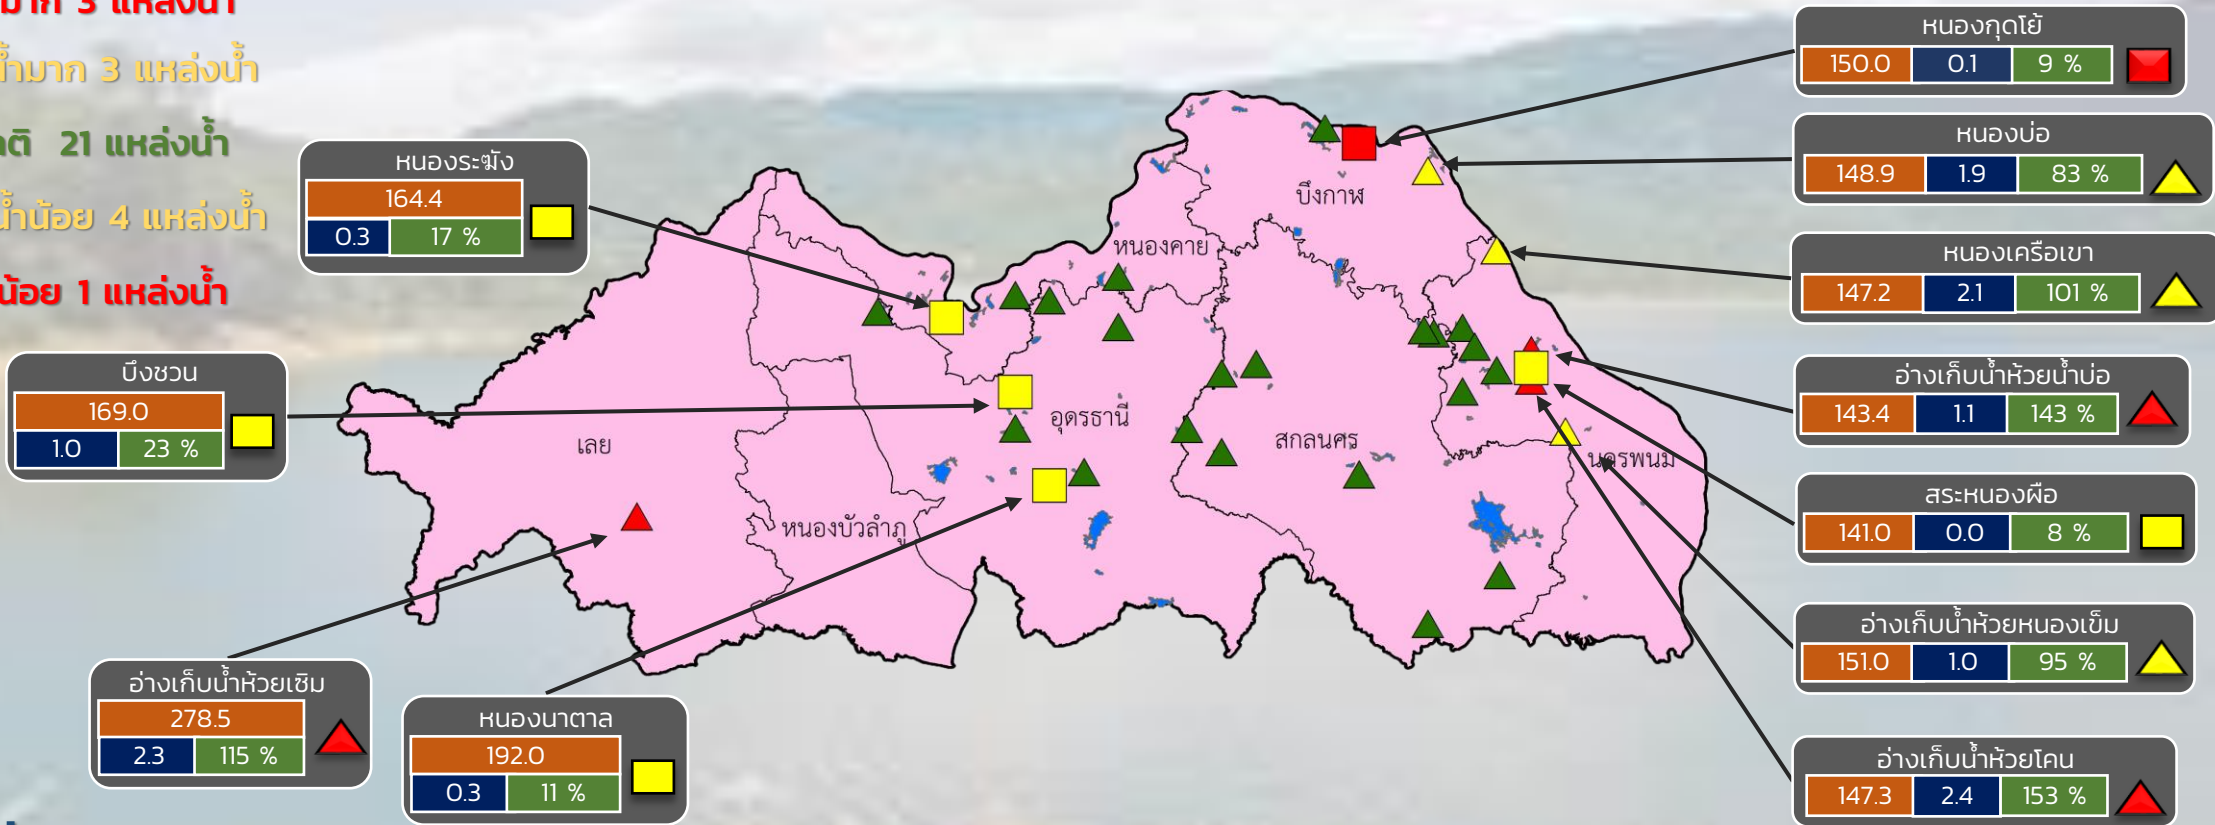 มาก 3 แหล่งน้ำ
น้ำมาก 3 แหล่งน้ำ
21 แหล่งน้ำ
น้ำน้อย 4 แหล่งน้ำ
น้อย 1 แหล่งน้ำ
หนองระฆัง
164.4
0.3 17 %
บึงชวน
169.0
1.0 23 %
อ่างเก็บน้ำห้วยเซิม
278.5
2.3 115 %
หนองนาตาล
192.0
0.3 11 %
บึงกาฬ
หนองคาย
อุดรธานี
สกลนคร
เลย
นครพนม
หนองบัวลำภู
หนองกุดโย้
150.0 0.1 9 %
หนองบ่อ
148.9 1.9 83 %
หนองเครือเขา
147.2 2.1 101 %
อ่างเก็บน้ำห้วยน้ำบ่อ
143.4 1.1 143 %
สระหนองผือ
141.0 0.0 8 %
อ่างเก็บน้ำห้วยหนองเข็ม
151.0 1.0 95 %
อ่างเก็บน้ำห้วยโคน
147.3 2.4 153 %